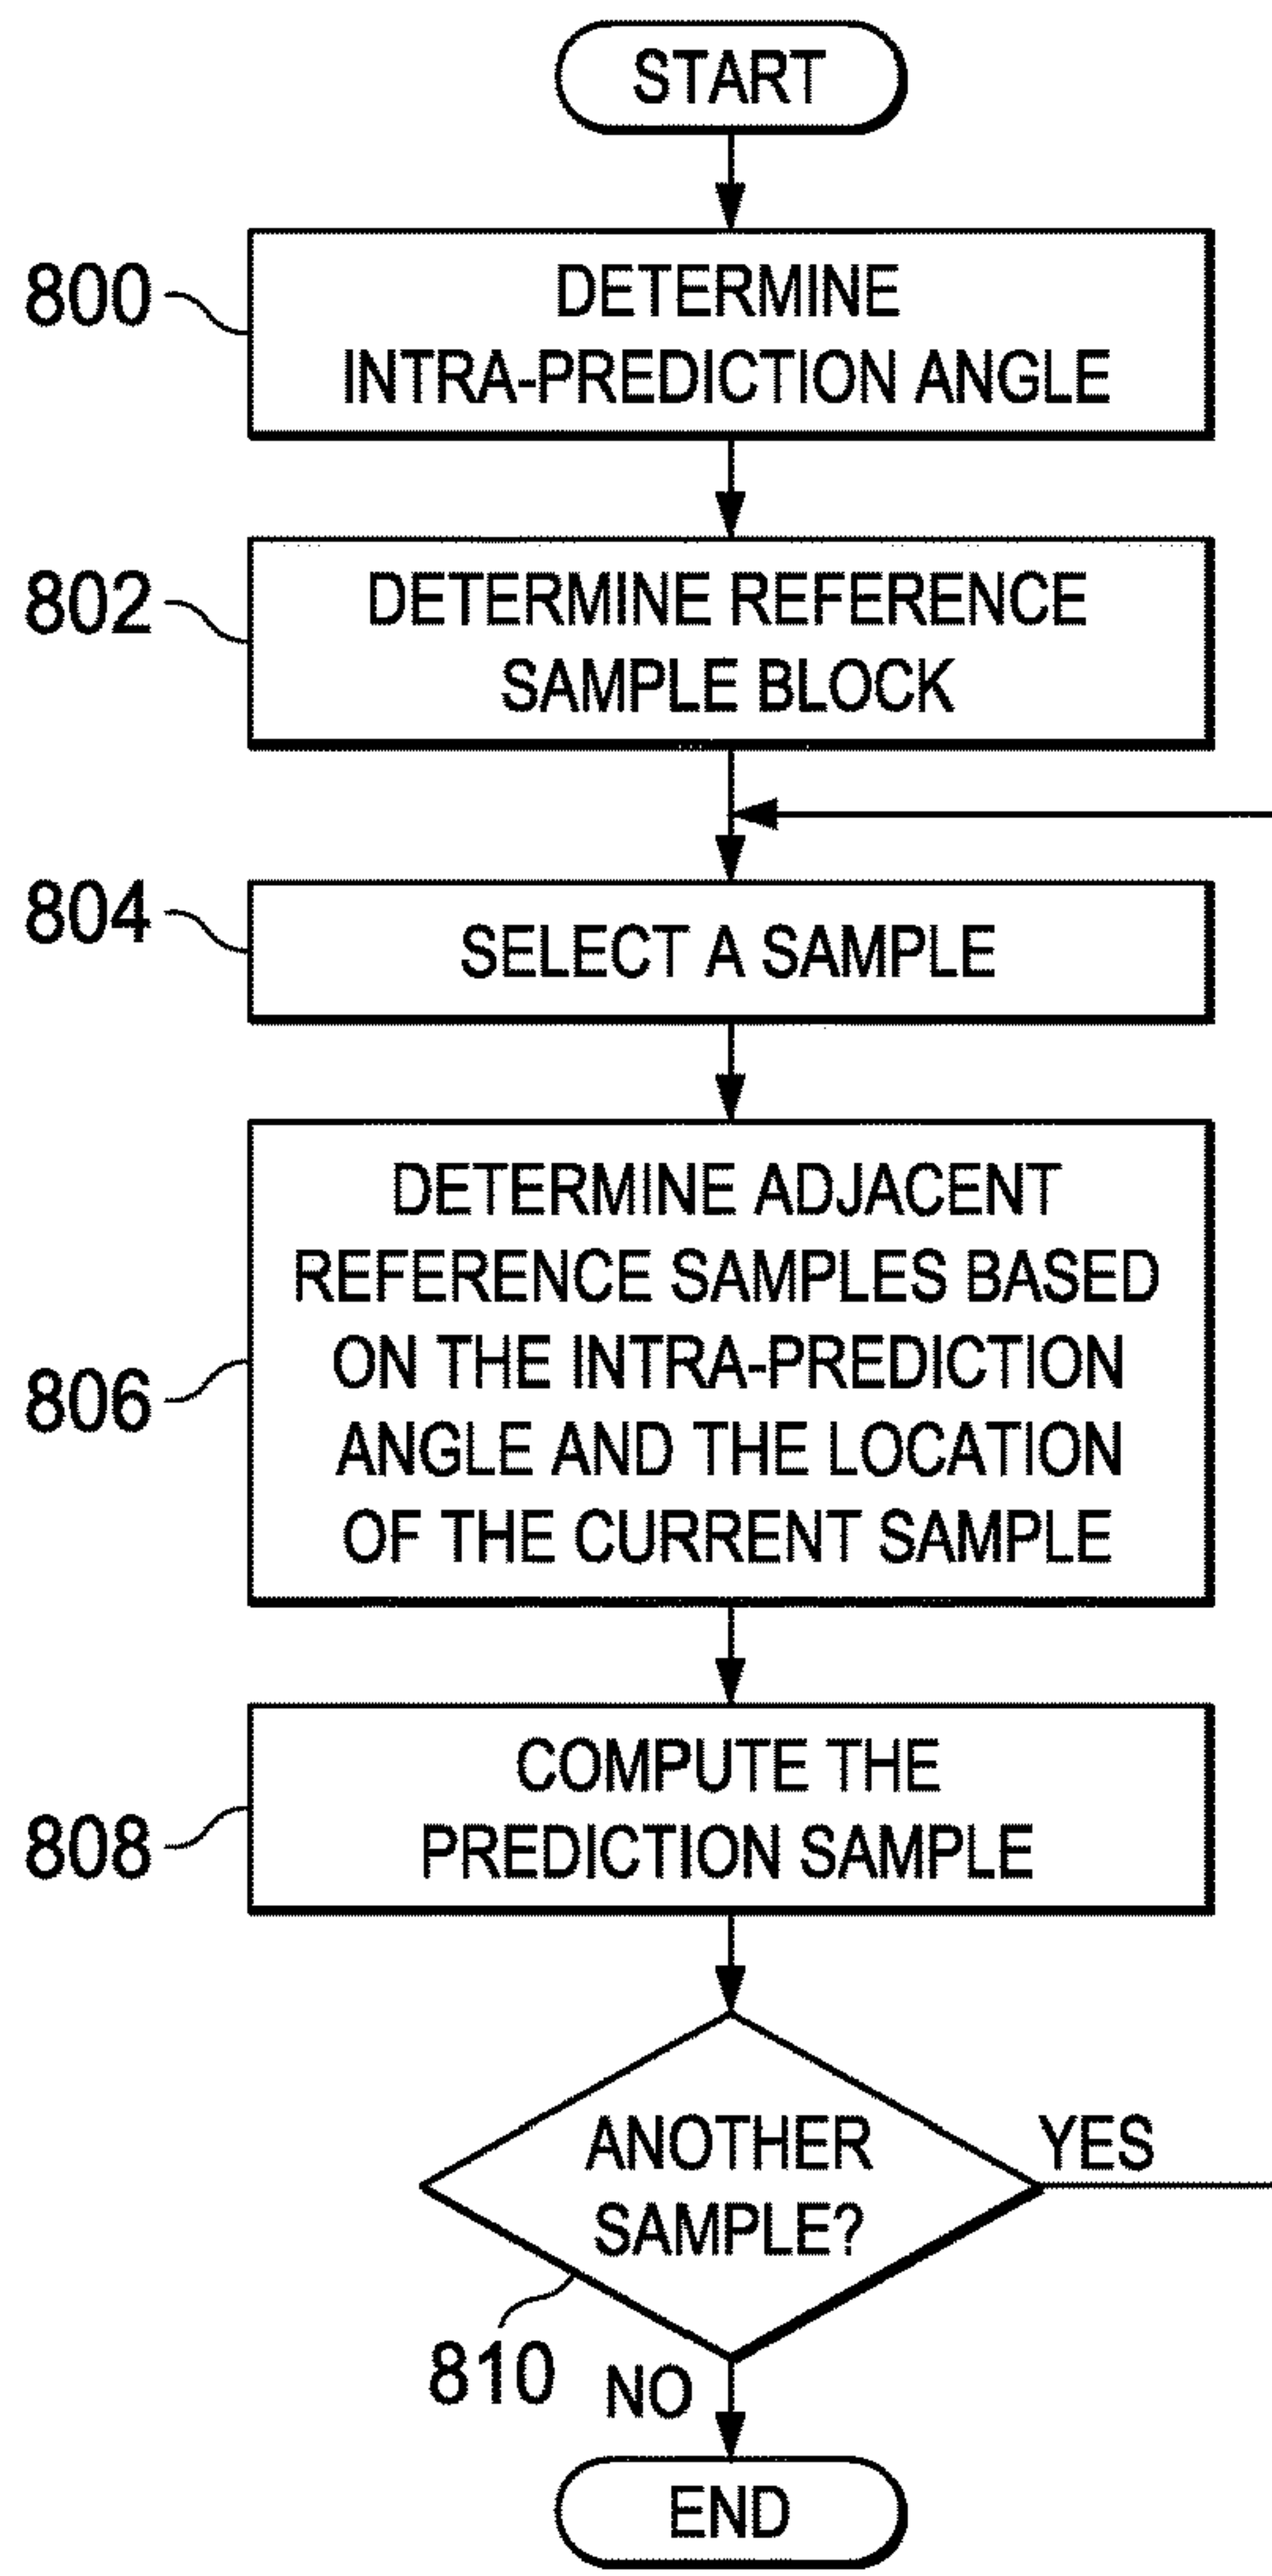 START
800
DETERMINE
INTRA-PREDICTION ANGLE
802
DETERMINE REFERENCE
SAMPLE BLOCK
804
SELECT A SAMPLE
806
DETERMINE ADJACENT
REFERENCE SAMPLES BASED
ON THE INTRA-PREDICTION
ANGLE AND THE LOCATION
OF THE CURRENT SAMPLE
808
COMPUTE THE
PREDICTION SAMPLE
ANOTHER
SAMPLE?
YES
810
NO
END